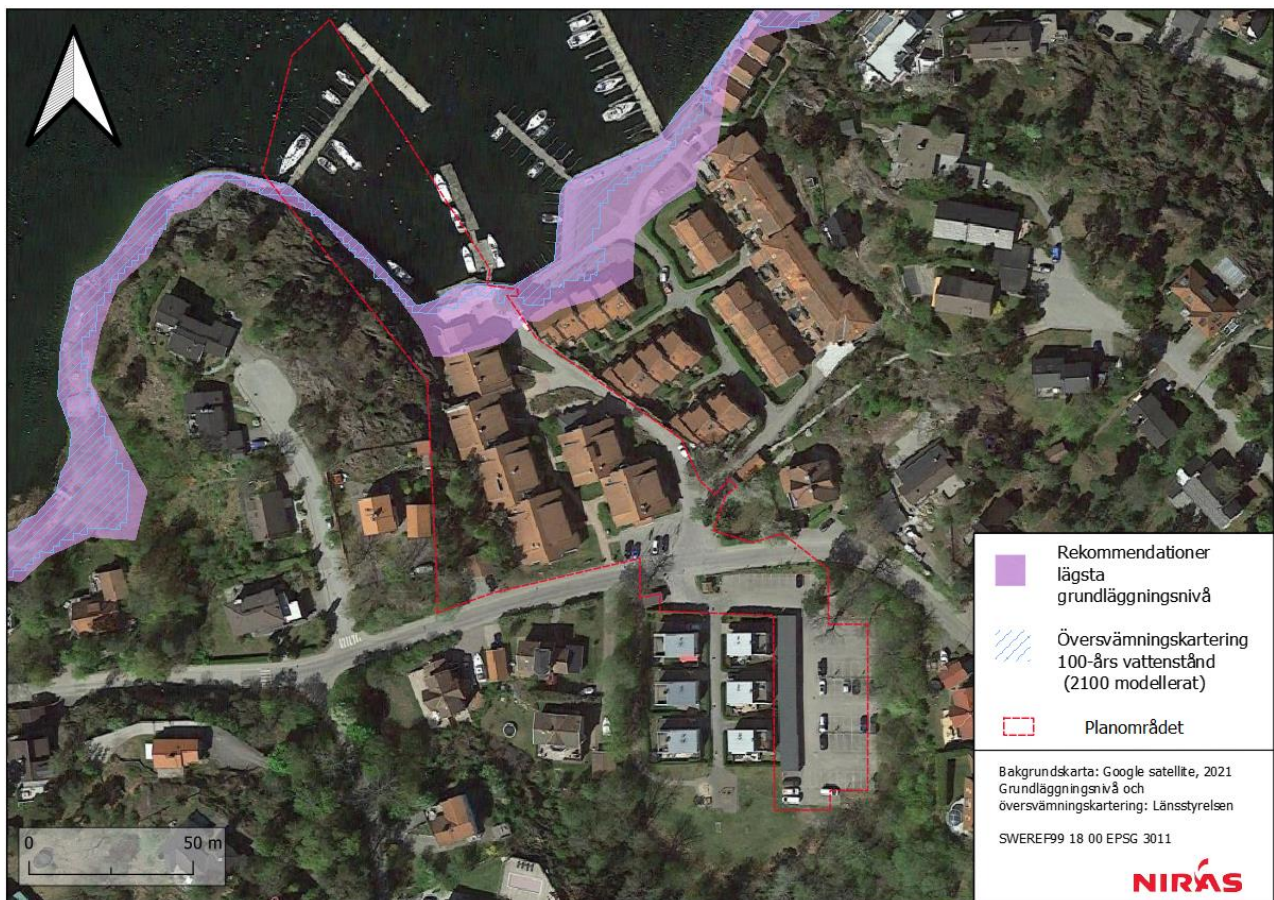 Rekommendationer
lägsta
grundläggningsnivå
Översvämningskartering
100-års vattenstånd
(2100 modellerat)
Planområdet
Bakgrundskarta: Google satellite, 2021
Grundläggningsnivå och
översvämningskartering: Länsstyrelsen
SWEREF99 18 00 EPSG 3011
NIRAS
0 50 m